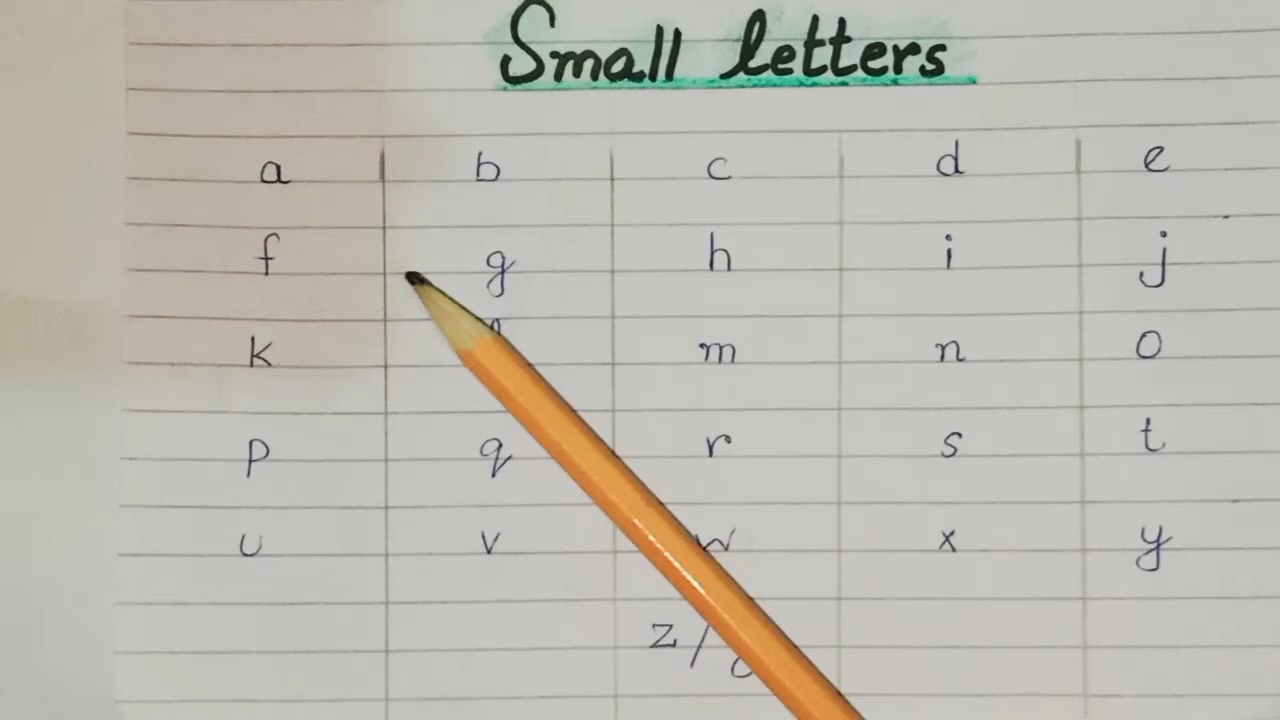 Small letters
a b c d e
f g h i j
k m n o
p q r s t
u v w x y
z /